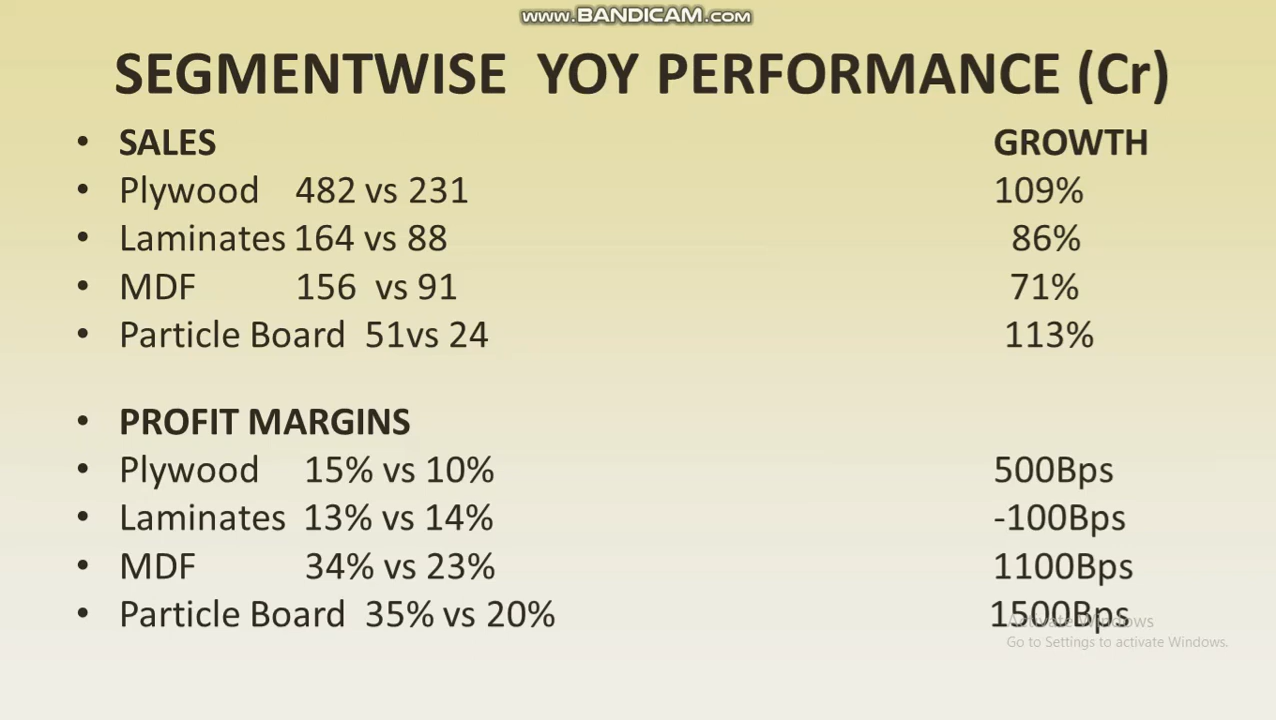 www.BANDICAM.com
SEGMENTWISE YOY PERFORMANCE (Cr)
• SALES GROWTH
• Plywood 482 vs 231 109%
• Laminates 164 vs 88 86%
• MDF 156 vs 91 71%
• Particle Board 51vs 24 113%
• PROFIT MARGINS
• Plywood 15% vs 10% 500Bps
• Laminates 13% vs 14% -100Bps
• MDF 34% vs 23% 1100Bps
• Particle Board 35% vs 20% 1500Bps
Activate Windows
Go to Settings to activate Windows.